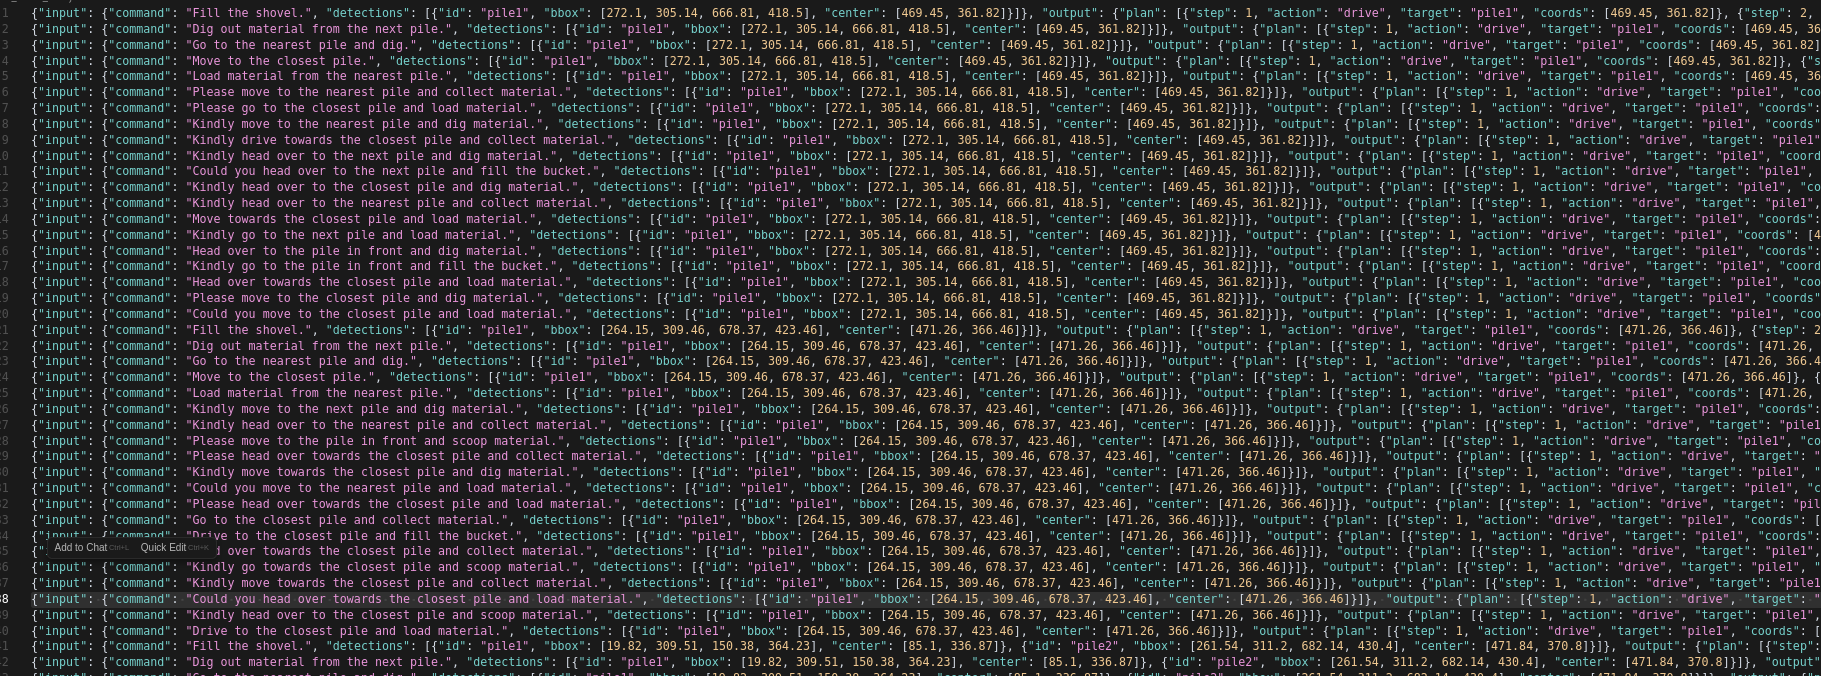 1 {"input": {"command": "Fill the shovel.", "detections": [{"id": "pile1", "bbox": [272.1, 305.14, 666.81, 418.5], "center": [469.45, 361.82]}]}, "output": {"plan": [{"step": 1, "action": "drive", "target": "pile1", "coords": [469.45, 361.82]}, {"step": 2,
2 {"input": {"command": "Dig out material from the next pile.", "detections": [{"id": "pile1", "bbox": [272.1, 305.14, 666.81, 418.5], "center": [469.45, 361.82]}]}, "output": {"plan": [{"step": 1, "action": "drive", "target": "pile1", "coords": [469.45, 36
3 {"input": {"command": "Go to the nearest pile and dig.", "detections": [{"id": "pile1", "bbox": [272.1, 305.14, 666.81, 418.5], "center": [469.45, 361.82]}]}, "output": {"plan": [{"step": 1, "action": "drive", "target": "pile1", "coords": [469.45, 361.82]
4 {"input": {"command": "Move to the closest pile.", "detections": [{"id": "pile1", "bbox": [272.1, 305.14, 666.81, 418.5], "center": [469.45, 361.82]}]}, "output": {"plan": [{"step": 1, "action": "drive", "target": "pile1", "coords": [469.45, 361.82]}, {"s
5 {"input": {"command": "Load material from the nearest pile.", "detections": [{"id": "pile1", "bbox": [272.1, 305.14, 666.81, 418.5], "center": [469.45, 361.82]}]}, "output": {"plan": [{"step": 1, "action": "drive", "target": "pile1", "coords": [469.45, 36
6 {"input": {"command": "Please move to the nearest pile and collect material.", "detections": [{"id": "pile1", "bbox": [272.1, 305.14, 666.81, 418.5], "center": [469.45, 361.82]}]}, "output": {"plan": [{"step": 1, "action": "drive", "target": "pile1", "coo
7 {"input": {"command": "Please go to the closest pile and load material.", "detections": [{"id": "pile1", "bbox": [272.1, 305.14, 666.81, 418.5], "center": [469.45, 361.82]}]}, "output": {"plan": [{"step": 1, "action": "drive", "target": "pile1", "coords":
8 {"input": {"command": "Kindly move to the nearest pile and dig material.", "detections": [{"id": "pile1", "bbox": [272.1, 305.14, 666.81, 418.5], "center": [469.45, 361.82]}]}, "output": {"plan": [{"step": 1, "action": "drive", "target": "pile1", "coords"
9 {"input": {"command": "Kindly drive towards the closest pile and collect material.", "detections": [{"id": "pile1", "bbox": [272.1, 305.14, 666.81, 418.5], "center": [469.45, 361.82]}]}, "output": {"plan": [{"step": 1, "action": "drive", "target": "pile1"
10 {"input": {"command": "Kindly head over to the next pile and dig material.", "detections": [{"id": "pile1", "bbox": [272.1, 305.14, 666.81, 418.5], "center": [469.45, 361.82]}]}, "output": {"plan": [{"step": 1, "action": "drive", "target": "pile1", "coord
11 {"input": {"command": "Could you head over to the next pile and fill the bucket.", "detections": [{"id": "pile1", "bbox": [272.1, 305.14, 666.81, 418.5], "center": [469.45, 361.82]}]}, "output": {"plan": [{"step": 1, "action": "drive", "target": "pile1",
12 {"input": {"command": "Kindly head over to the closest pile and dig material.", "detections": [{"id": "pile1", "bbox": [272.1, 305.14, 666.81, 418.5], "center": [469.45, 361.82]}]}, "output": {"plan": [{"step": 1, "action": "drive", "target": "pile1", "co
13 {"input": {"command": "Kindly head over to the nearest pile and collect material.", "detections": [{"id": "pile1", "bbox": [272.1, 305.14, 666.81, 418.5], "center": [469.45, 361.82]}]}, "output": {"plan": [{"step": 1, "action": "drive", "target": "pile1",
14 {"input": {"command": "Move towards the closest pile and load material.", "detections": [{"id": "pile1", "bbox": [272.1, 305.14, 666.81, 418.5], "center": [469.45, 361.82]}]}, "output": {"plan": [{"step": 1, "action": "drive", "target": "pile1", "coords":
15 {"input": {"command": "Kindly go to the next pile and load material.", "detections": [{"id": "pile1", "bbox": [272.1, 305.14, 666.81, 418.5], "center": [469.45, 361.82]}]}, "output": {"plan": [{"step": 1, "action": "drive", "target": "pile1", "coords": [4
16 {"input": {"command": "Head over to the pile in front and dig material.", "detections": [{"id": "pile1", "bbox": [272.1, 305.14, 666.81, 418.5], "center": [469.45, 361.82]}]}, "output": {"plan": [{"step": 1, "action": "drive", "target": "pile1", "coords":
17 {"input": {"command": "Kindly go to the pile in front and fill the bucket.", "detections": [{"id": "pile1", "bbox": [272.1, 305.14, 666.81, 418.5], "center": [469.45, 361.82]}]}, "output": {"plan": [{"step": 1, "action": "drive", "target": "pile1", "coord
18 {"input": {"command": "Head over towards the closest pile and load material.", "detections": [{"id": "pile1", "bbox": [272.1, 305.14, 666.81, 418.5], "center": [469.45, 361.82]}]}, "output": {"plan": [{"step": 1, "action": "drive", "target": "pile1", "coo
19 {"input": {"command": "Please move to the closest pile and dig material.", "detections": [{"id": "pile1", "bbox": [272.1, 305.14, 666.81, 418.5], "center": [469.45, 361.82]}]}, "output": {"plan": [{"step": 1, "action": "drive", "target": "pile1", "coords"
20 {"input": {"command": "Could you move to the closest pile and load material.", "detections": [{"id": "pile1", "bbox": [272.1, 305.14, 666.81, 418.5], "center": [469.45, 361.82]}]}, "output": {"plan": [{"step": 1, "action": "drive", "target": "pile1", "coo
21 {"input": {"command": "Fill the shovel.", "detections": [{"id": "pile1", "bbox": [264.15, 309.46, 678.37, 423.46], "center": [471.26, 366.46]}]}, "output": {"plan": [{"step": 1, "action": "drive", "target": "pile1", "coords": [471.26, 366.46]}, {"step": 2
22 {"input": {"command": "Dig out material from the next pile.", "detections": [{"id": "pile1", "bbox": [264.15, 309.46, 678.37, 423.46], "center": [471.26, 366.46]}]}, "output": {"plan": [{"step": 1, "action": "drive", "target": "pile1", "coords": [471.26,
23 {"input": {"command": "Go to the nearest pile and dig.", "detections": [{"id": "pile1", "bbox": [264.15, 309.46, 678.37, 423.46], "center": [471.26, 366.46]}]}, "output": {"plan": [{"step": 1, "action": "drive", "target": "pile1", "coords": [471.26, 366.4
24 {"input": {"command": "Move to the closest pile.", "detections": [{"id": "pile1", "bbox": [264.15, 309.46, 678.37, 423.46], "center": [471.26, 366.46]}]}, "output": {"plan": [{"step": 1, "action": "drive", "target": "pile1", "coords": [471.26, 366.46]}, {
25 {"input": {"command": "Load material from the nearest pile.", "detections": [{"id": "pile1", "bbox": [264.15, 309.46, 678.37, 423.46], "center": [471.26, 366.46]}]}, "output": {"plan": [{"step": 1, "action": "drive", "target": "pile1", "coords": [471.26,
26 {"input": {"command": "Kindly move to the next pile and dig material.", "detections": [{"id": "pile1", "bbox": [264.15, 309.46, 678.37, 423.46], "center": [471.26, 366.46]}]}, "output": {"plan": [{"step": 1, "action": "drive", "target": "pile1", "coords":
27 {"input": {"command": "Kindly head over to the nearest pile and collect material.", "detections": [{"id": "pile1", "bbox": [264.15, 309.46, 678.37, 423.46], "center": [471.26, 366.46]}]}, "output": {"plan": [{"step": 1, "action": "drive", "target": "pile1
28 {"input": {"command": "Please move to the pile in front and scoop material.", "detections": [{"id": "pile1", "bbox": [264.15, 309.46, 678.37, 423.46], "center": [471.26, 366.46]}]}, "output": {"plan": [{"step": 1, "action": "drive", "target": "pile1", "co
29 {"input": {"command": "Please head over towards the closest pile and collect material.", "detections": [{"id": "pile1", "bbox": [264.15, 309.46, 678.37, 423.46], "center": [471.26, 366.46]}]}, "output": {"plan": [{"step": 1, "action": "drive", "target": "
30 {"input": {"command": "Kindly move towards the closest pile and dig material.", "detections": [{"id": "pile1", "bbox": [264.15, 309.46, 678.37, 423.46], "center": [471.26, 366.46]}]}, "output": {"plan": [{"step": 1, "action": "drive", "target": "pile1", "
31 {"input": {"command": "Could you move to the nearest pile and load material.", "detections": [{"id": "pile1", "bbox": [264.15, 309.46, 678.37, 423.46], "center": [471.26, 366.46]}]}, "output": {"plan": [{"step": 1, "action": "drive", "target": "pile1", "c
32 {"input": {"command": "Please head over towards the closest pile and load material.", "detections": [{"id": "pile1", "bbox": [264.15, 309.46, 678.37, 423.46], "center": [471.26, 366.46]}]}, "output": {"plan": [{"step": 1, "action": "drive", "target": "pil
33 {"input": {"command": "Go to the closest pile and collect material.", "detections": [{"id": "pile1", "bbox": [264.15, 309.46, 678.37, 423.46], "center": [471.26, 366.46]}]}, "output": {"plan": [{"step": 1, "action": "drive", "target": "pile1", "coords": [
34 {"input": {"command": "Drive to the closest pile and fill the bucket.", "detections": [{"id": "pile1", "bbox": [264.15, 309.46, 678.37, 423.46], "center": [471.26, 366.46]}]}, "output": {"plan": [{"step": 1, "action": "drive", "target": "pile1", "coords":
Add to Chat Ctrl+L Quick Edit Ctrl+K
35 {" over towards the closest pile and collect material.", "detections": [{"id": "pile1", "bbox": [264.15, 309.46, 678.37, 423.46], "center": [471.26, 366.46]}]}, "output": {"plan": [{"step": 1, "action": "drive", "target": "pile1",
36 {"input": {"command": "Kindly go towards the closest pile and scoop material.", "detections": [{"id": "pile1", "bbox": [264.15, 309.46, 678.37, 423.46], "center": [471.26, 366.46]}]}, "output": {"plan": [{"step": 1, "action": "drive", "target": "pile1", "
37 {"input": {"command": "Kindly move towards the closest pile and collect material.", "detections": [{"id": "pile1", "bbox": [264.15, 309.46, 678.37, 423.46], "center": [471.26, 366.46]}]}, "output": {"plan": [{"step": 1, "action": "drive", "target": "pile1
38 {"input": {"command": "Could you head over towards the closest pile and load material.", "detections": [{"id": "pile1", "bbox": [264.15, 309.46, 678.37, 423.46], "center": [471.26, 366.46]}]}, "output": {"plan": [{"step": 1, "action": "drive", "target": "
39 {"input": {"command": "Kindly head over to the nearest pile and scoop material.", "detections": [{"id": "pile1", "bbox": [264.15, 309.46, 678.37, 423.46], "center": [471.26, 366.46]}]}, "output": {"plan": [{"step": 1, "action": "drive", "target": "pile1",
40 {"input": {"command": "Drive to the closest pile and load material.", "detections": [{"id": "pile1", "bbox": [264.15, 309.46, 678.37, 423.46], "center": [471.26, 366.46]}]}, "output": {"plan": [{"step": 1, "action": "drive", "target": "pile1", "coords": [
41 {"input": {"command": "Fill the shovel.", "detections": [{"id": "pile1", "bbox": [19.82, 309.51, 150.38, 364.23], "center": [85.1, 336.87]}, {"id": "pile2", "bbox": [261.54, 311.2, 682.14, 430.4], "center": [471.84, 370.8]}]}, "output": {"plan": [{"step":
42 {"input": {"command": "Dig out material from the next pile.", "detections": [{"id": "pile1", "bbox": [19.82, 309.51, 150.38, 364.23], "center": [85.1, 336.87]}, {"id": "pile2", "bbox": [261.54, 311.2, 682.14, 430.4], "center": [471.84, 370.8]}]}, "output"